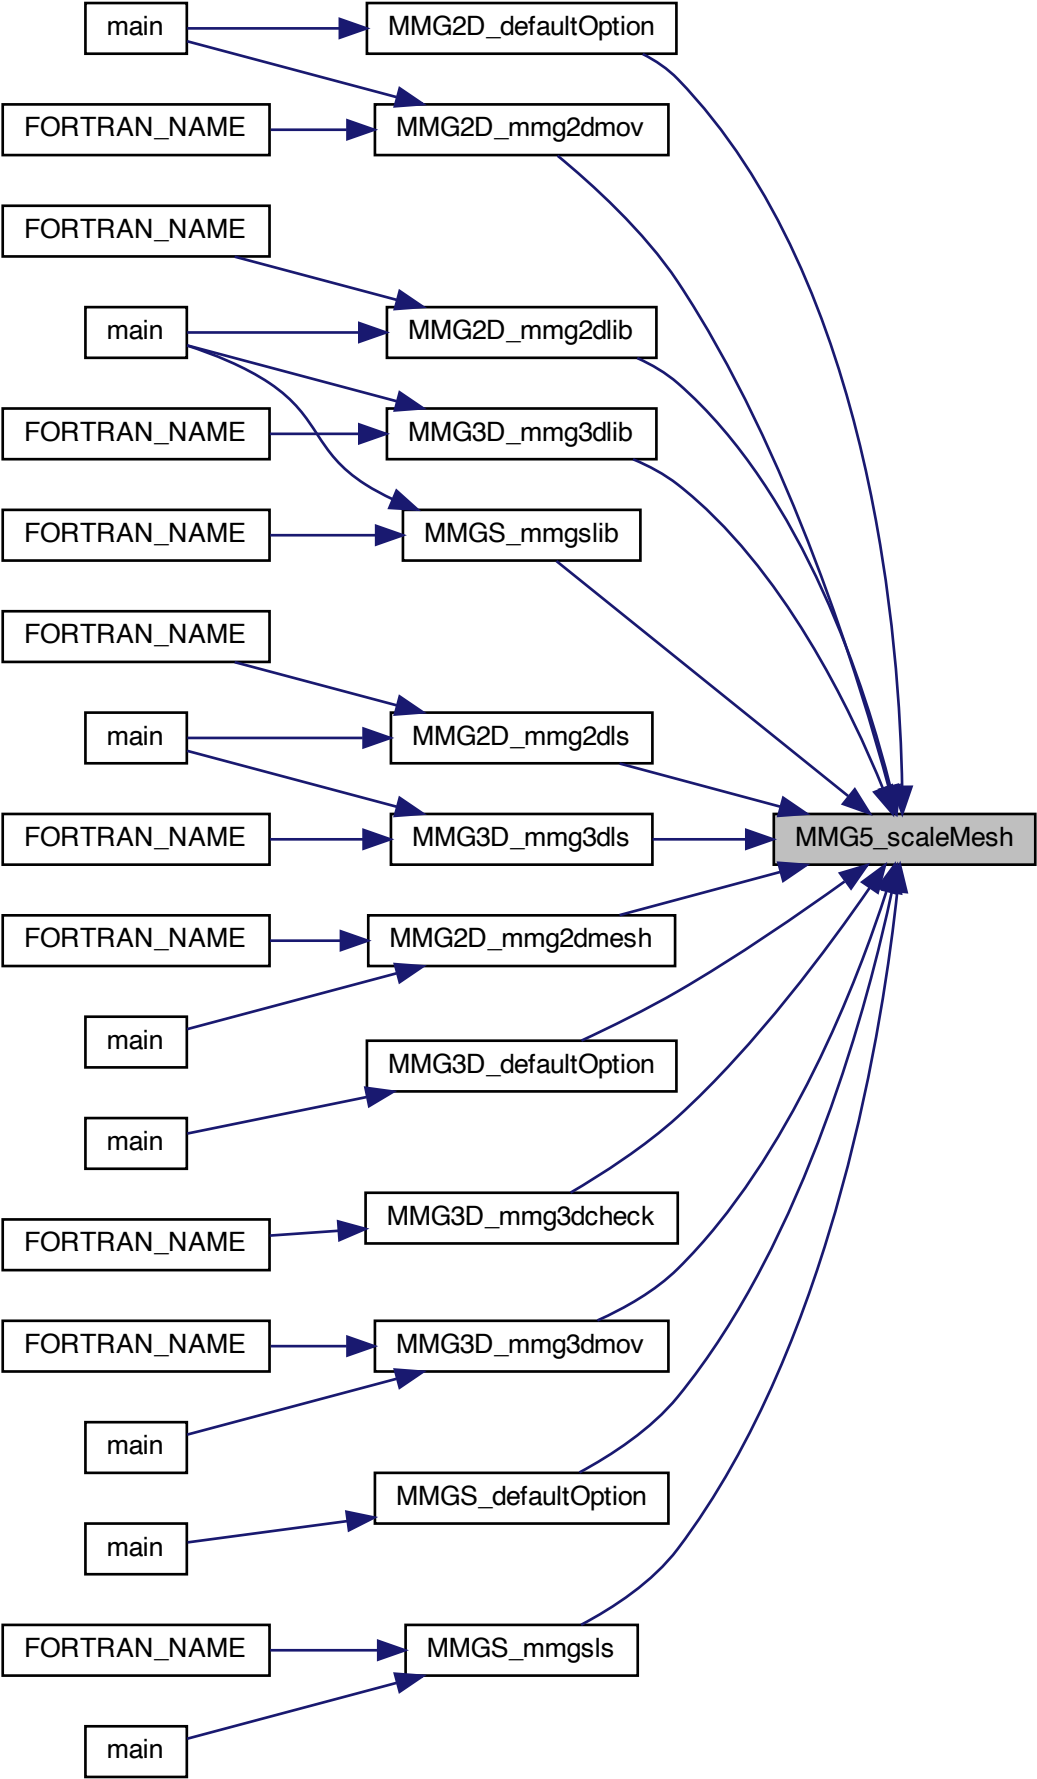 main
MMG2D_defaultOption
FORTRAN_NAME
MMG2D_mmg2dmov
FORTRAN_NAME
main
MMG2D_mmg2dlib
FORTRAN_NAME
MMG3D_mmg3dlib
FORTRAN_NAME
MMGS_mmgslib
FORTRAN_NAME
main
MMG2D_mmg2dls
FORTRAN_NAME
MMG3D_mmg3dls
MMG5_scaleMesh
FORTRAN_NAME
MMG2D_mmg2dmesh
main
MMG3D_defaultOption
main
MMG3D_mmg3dcheck
FORTRAN_NAME
FORTRAN_NAME
MMG3D_mmg3dmov
main
MMGS_defaultOption
main
FORTRAN_NAME
MMGS_mmgsls
main